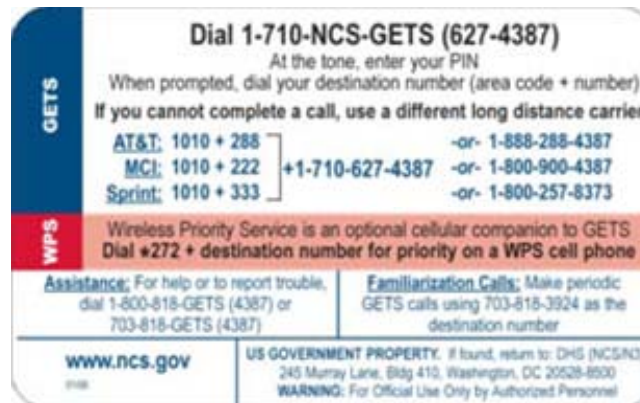 GETS
Dial 1-710-NCS-GETS (627-4387)
At the tone, enter your PIN
When prompted, dial your destination number (area code + number)
If you cannot complete a call, use a different long distance carrier
AT&T: 1010 + 288 -or- 1-888-288-4387
MCI: 1010 + 222 +1-710-627-4387 -or- 1-800-900-4387
Sprint: 1010 + 333 -or- 1-800-257-8373
WPS
Wireless Priority Service is an optional cellular companion to GETS
Dial *272 + destination number for priority on a WPS cell phone
Assistance: For help or to report trouble,
dial 1-800-818-GETS (4387) or
703-818-GETS (4387)
Familiarization Calls: Make periodic
GETS calls using 703-818-3924 as the
destination number
www.ncs.gov
US GOVERNMENT PROPERTY. If found, return to: DHS (NCS/N3
245 Murray Lane, Bldg 410, Washington, DC 20528-8500
WARNING: For Official Use Only by Authorized Personnel